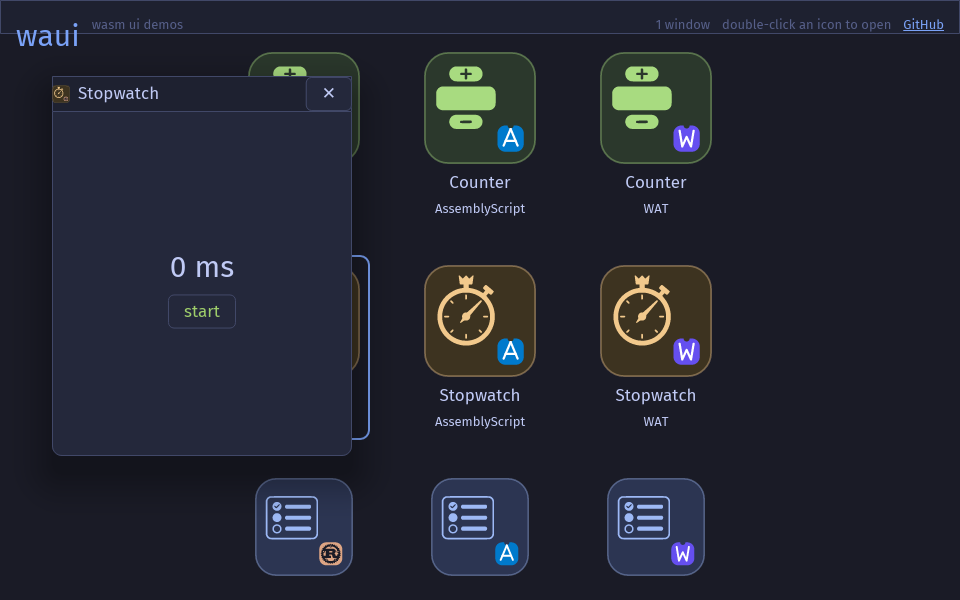 waui wasm ui demos 1 window double-click an icon to open GitHub
Stopwatch ✕
0 ms
start
Counter
AssemblyScript
Counter
WAT
Stopwatch
AssemblyScript
Stopwatch
WAT